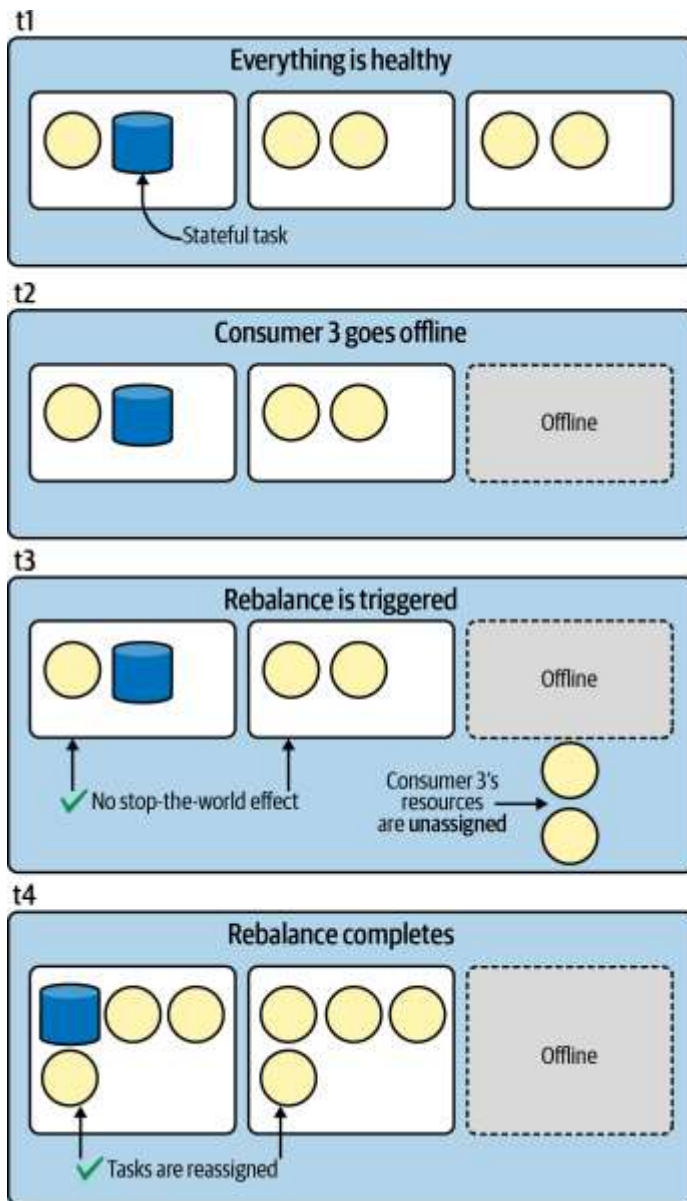 t1
Everything is healthy
Stateful task
t2
Consumer 3 goes offline
Offline
t3
Rebalance is triggered
Offline
No stop-the-world effect
Consumer 3's
resources
are unassigned
t4
Rebalance completes
Offline
Tasks are reassigned